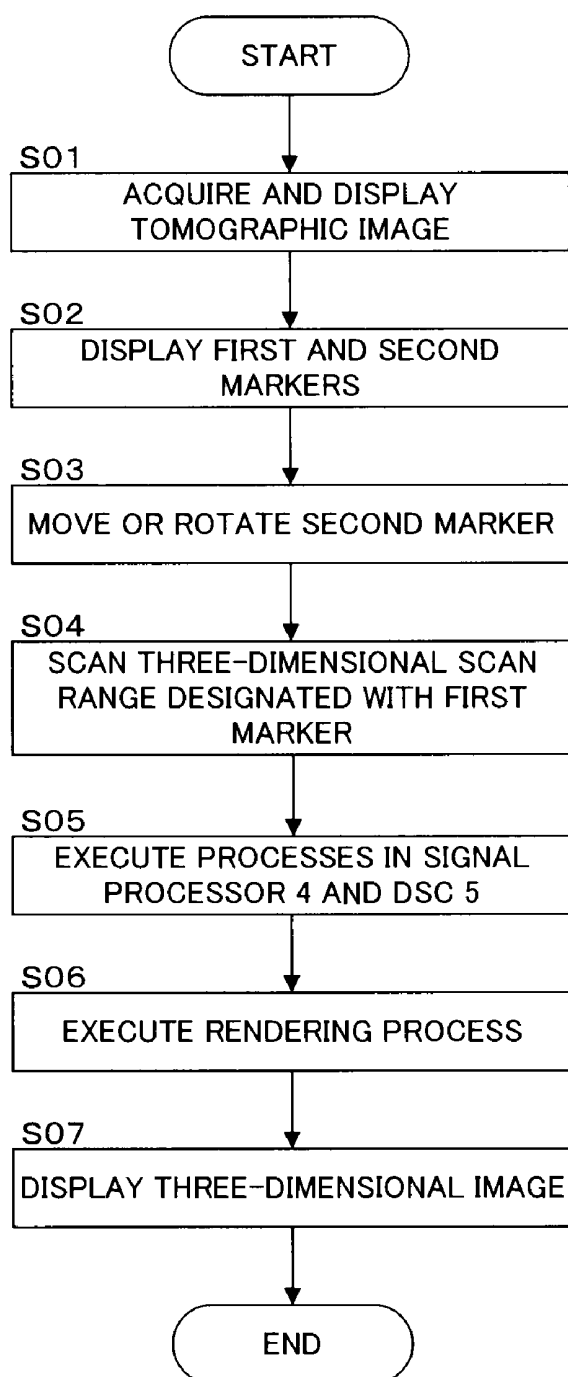 START
S01
ACQUIRE AND DISPLAY
TOMOGRAPHIC IMAGE
S02
DISPLAY FIRST AND SECOND
MARKERS
S03
MOVE OR ROTATE SECOND MARKER
S04
SCAN THREE-DIMENSIONAL SCAN
RANGE DESIGNATED WITH FIRST
MARKER
S05
EXECUTE PROCESSES IN SIGNAL
PROCESSOR 4 AND DSC 5
S06
EXECUTE RENDERING PROCESS
S07
DISPLAY THREE-DIMENSIONAL IMAGE
END